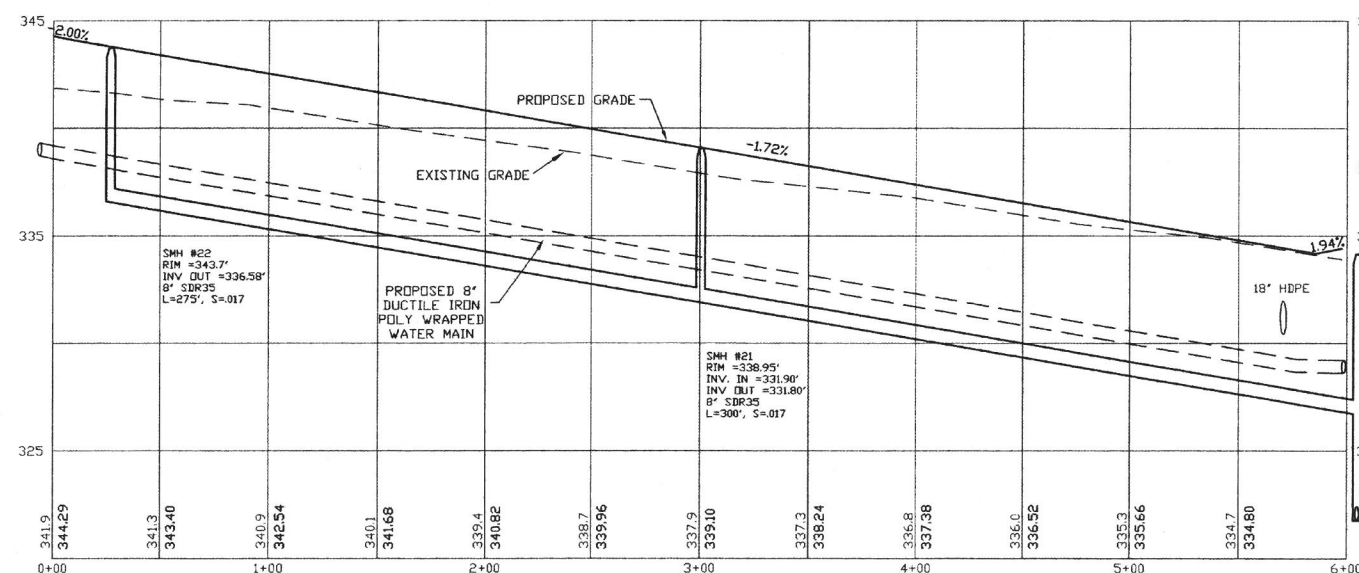 345
-2.00%
PROPOSED GRADE
-1.72%
EXISTING GRADE
335
1.94%
SMH #22
RIM =343.7'
INV OUT =336.58'
8" SDR35
L=275', S=.017
PROPOSED 8"
DUCTILE IRON
POLY WRAPPED
WATER MAIN
18" HDPE
SMH #21
RIM =338.95'
INV. IN =331.90'
INV OUT =331.80'
8" SDR35
L=300', S=.017
325
341.9
344.29
341.3
343.40
340.9
342.54
340.1
341.68
339.4
340.82
338.7
339.96
337.9
339.10
337.3
338.24
336.8
337.38
336.0
336.52
335.3
335.66
334.7
334.80
0+00
1+00
2+00
3+00
4+00
5+00
6+00